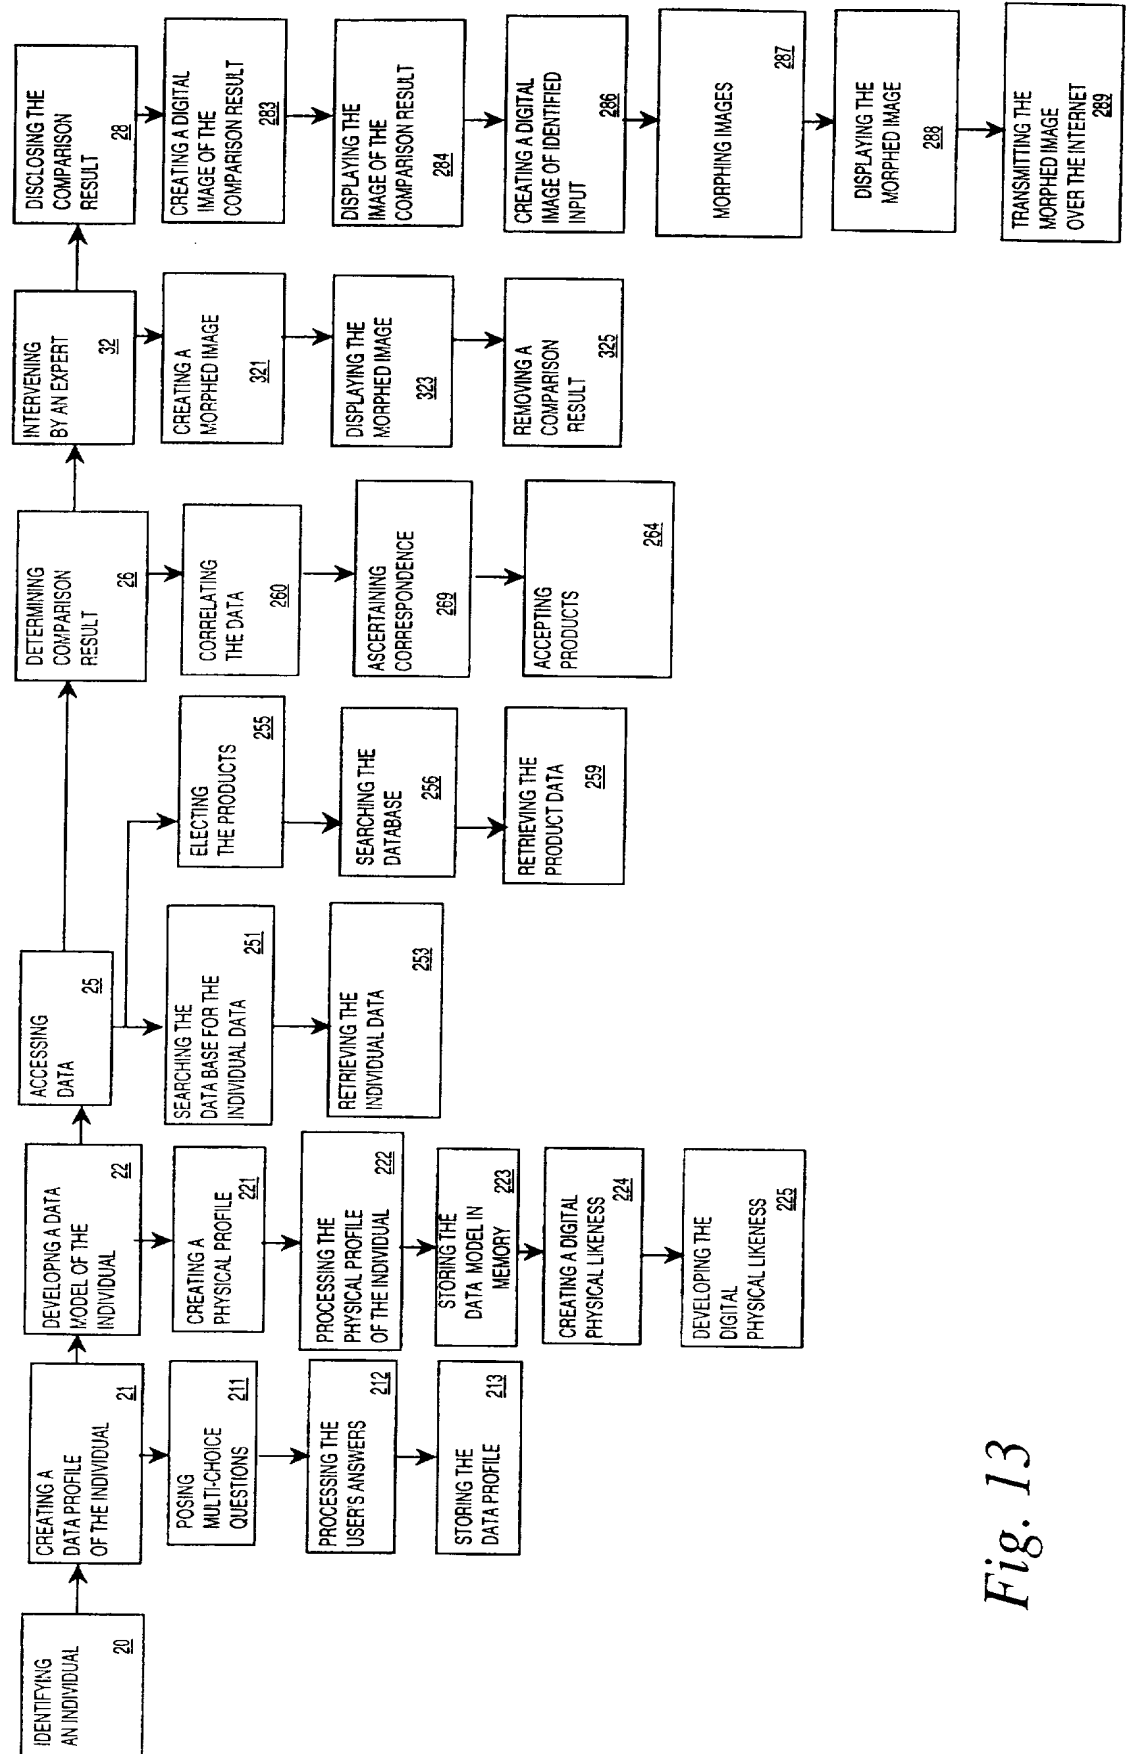 IDENTIFYING
AN INDIVIDUAL
20
CREATING A
DATA PROFILE
OF THE INDIVIDUAL
21
POSING
MULTI-CHOICE
QUESTIONS
211
PROCESSING THE
USER'S ANSWERS
212
STORING THE
DATA PROFILE
213
DEVELOPNG A DATA
MODEL OF THE
INDIVIDUAL
22
CREATING A
PHYSICAL PROFILE
221
PROCESSING THE
PHYSICAL PROFILE
OF THE INDIVIDUAL
222
STORING THE
DATA MODEL IN
MEMORY
223
CREATING A DIGITAL
PHYSICAL LIKENESS
224
DEVELOPING THE
DIGITAL
PHYSICAL LIKENESS
225
ACCESSING
DATA
25
SEARCHING THE
DATA BASE FOR THE
INDIVIDUAL DATA
251
RETRIEVING THE
INDIVIDUAL DATA
253
ELECTING
THE PRODUCTS
255
SEARCHING THE
DATABASE
256
RETRIEVING THE
PRODUCT DATA
259
DETERMINING
COMPARISON
RESULT
26
CORRELATING
THE DATA
260
ASCERTAINING
CORRESPONDENCE
269
ACCEPTING
PRODUCTS
264
INTERVENING
BY AN EXPERT
32
CREATING A
MORPHED IMAGE
321
DISPLAYING THE
MORPHED IMAGE
323
REMOVING A
COMPARISON
RESULT
325
DISCLOSING THE
COMPARISON
RESULT
28
CREATING A DIGITAL
IMAGE OF THE
COMPARISON RESULT
283
DISPLAYING THE
IMAGE OF THE
COMPARISON RESULT
284
CREATING A DIGITAL
IMAGE OF IDENTIFIED
INPUT
286
MORPHING IMAGES
287
DISPLAYING THE
MORPHED IMAGE
288
TRANSMITTING THE
MORPHED IMAGE
OVER THE INTERNET
289
Fig. 13